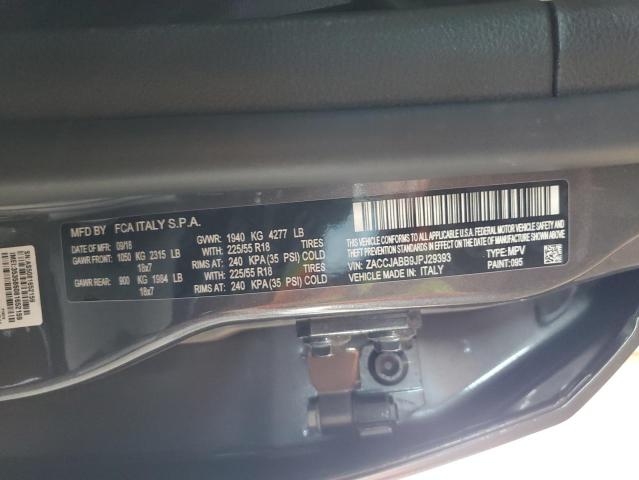 MFD BY FCA ITALY S.P.A.
DATE OF MFR: 09/18 GVWR: 1940 KG 4277 LB
GAWR FRONT: 1050 KG 2315 LB WITH: 225/55 R18 TIRES
18x7 RIMS AT: 240 KPA(35 PSI) COLD
GAWR REAR: 900 KG 1984 LB WITH: 225/55 R18 TIRES
18x7 RIMS AT: 240 KPA(35 PSI) COLD
THIS VEHICLE CONFORMS TO ALL APPLICABLE U.S.A. FEDERAL MOTOR VEHICLE SAFETY, BUMPER, AND THEFT PREVENTION STANDARDS IN EFFECT ON THE DATE OF MANUFACTURE SHOWN ABOVE.
VIN: ZACCJABB9JPJ29393 TYPE: MPV
VEHICLE MADE IN: ITALY PAINT: 095